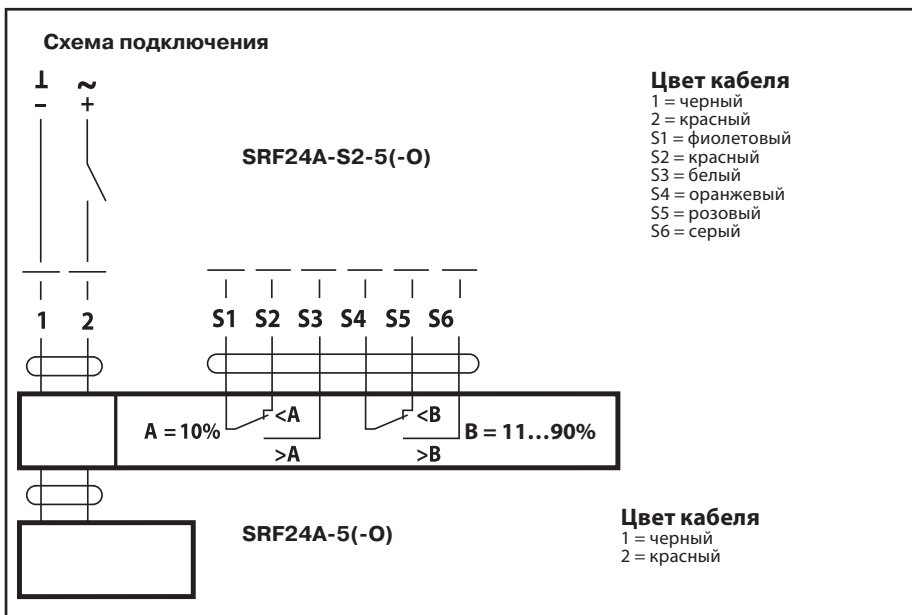 Схема подключения
⊥ ~
– +
SRF24A-S2-5(-O)
Цвет кабеля
1 = черный
2 = красный
S1 = фиолетовый
S2 = красный
S3 = белый
S4 = оранжевый
S5 = розовый
S6 = серый
1 2 S1 S2 S3 S4 S5 S6
A = 10% <A <B B = 11...90%
>A >B
SRF24A-5(-O)
Цвет кабеля
1 = черный
2 = красный